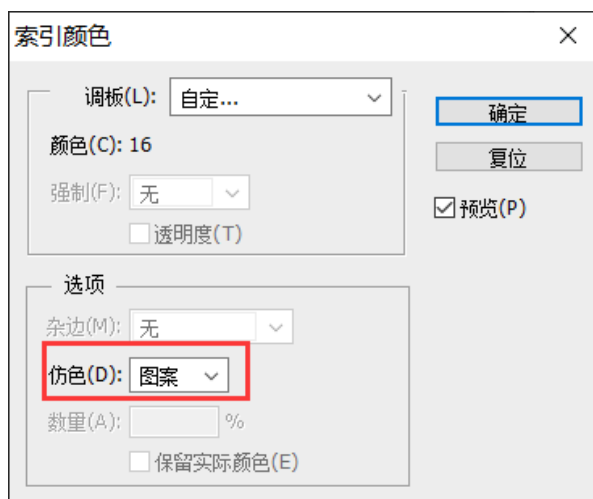 索引颜色
调板(L): 自定...
确定
颜色(C): 16
复位
强制(F): 无
预览(P)
透明度(T)
选项
杂边(M): 无
仿色(D): 图案
数量(A): %
保留实际颜色(E)